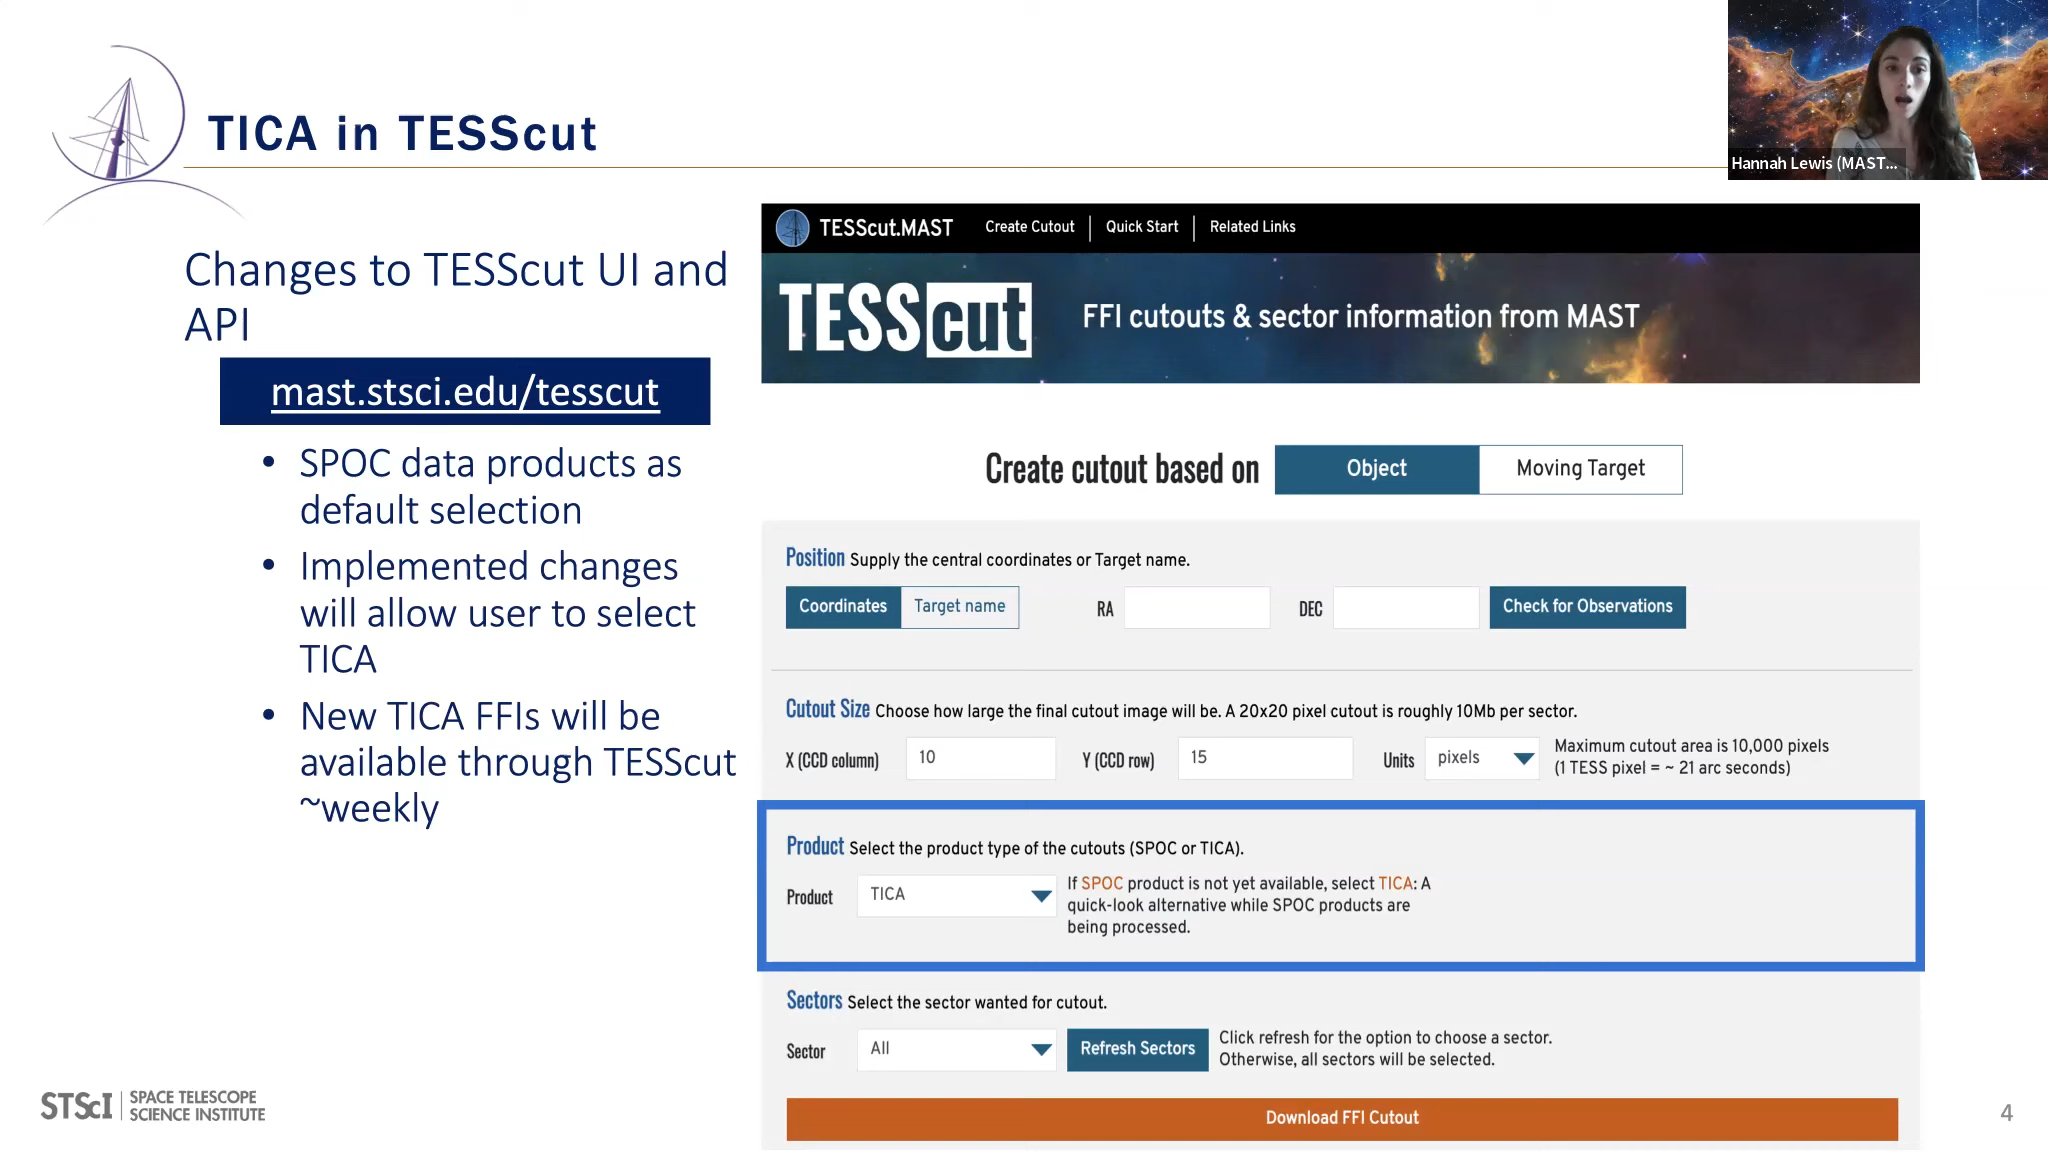 TICA in TESScut
Hannah Lewis (MAST...
Changes to TESScut UI and
API
mast.stsci.edu/tesscut
• SPOC data products as
default selection
• Implemented changes
will allow user to select
TICA
• New TICA FFIs will be
available through TESScut
~weekly
TESScut.MAST Create Cutout | Quick Start | Related Links
TESScut FFI cutouts & sector information from MAST
Create cutout based on Object Moving Target
Position Supply the central coordinates or Target name.
Coordinates Target name RA DEC Check for Observations
Cutout Size Choose how large the final cutout image will be. A 20x20 pixel cutout is roughly 10Mb per sector.
X (CCD column) 10 Y (CCD row) 15 Units pixels
Maximum cutout area is 10,000 pixels
(1 TESS pixel = ~ 21 arc seconds)
Product Select the product type of the cutouts (SPOC or TICA).
Product TICA
If SPOC product is not yet available, select TICA: A
quick-look alternative while SPOC products are
being processed.
Sectors Select the sector wanted for cutout.
Sector All Refresh Sectors
Click refresh for the option to choose a sector.
Otherwise, all sectors will be selected.
Download FFI Cutout
STScI | SPACE TELESCOPE
SCIENCE INSTITUTE
4